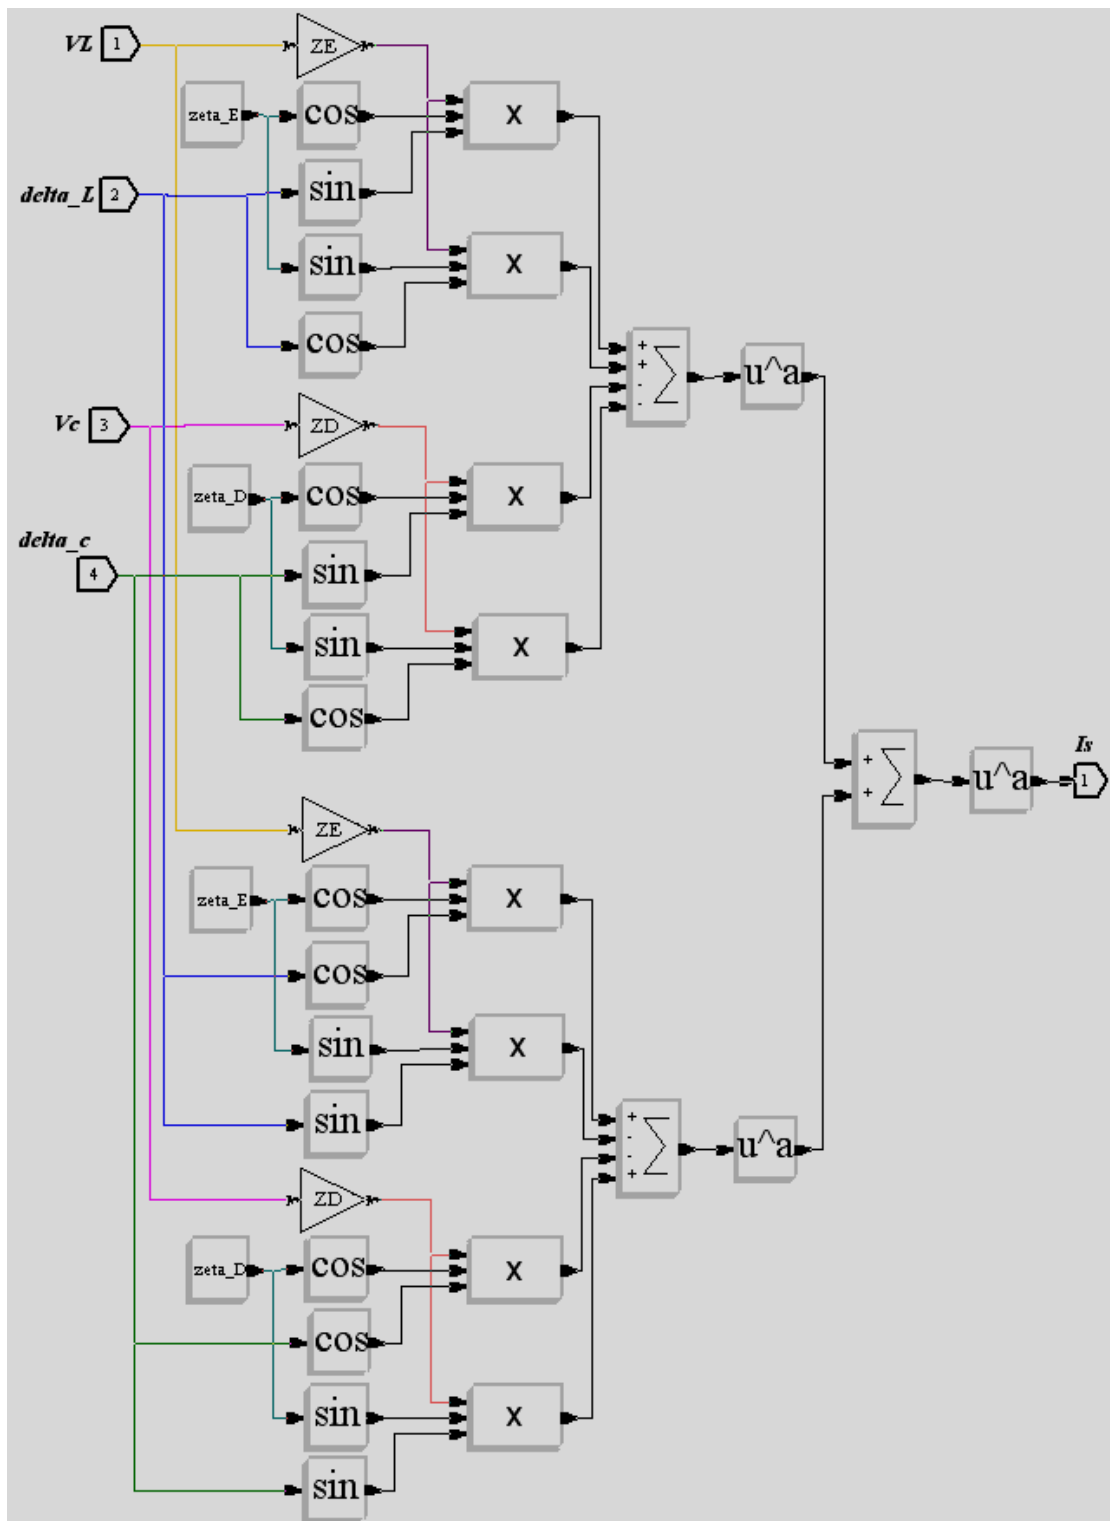 VL 1 ZE
zeta_E cos X
delta_L 2 sin
sin X
cos
+
+
-
-
Σ u^a
Vc 3 ZD
zeta_D cos X
delta_c
4 sin
sin X
cos
+
+
Σ u^a Is
1
ZE
zeta_E cos X
cos
sin X
sin
+
-
-
+
Σ u^a
ZD
zeta_D cos X
cos
sin X
sin